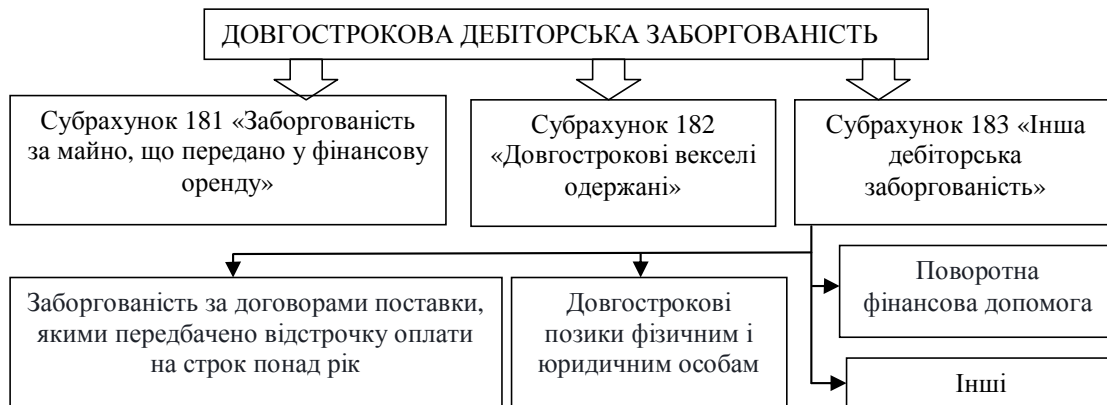 ДОВГОСТРОКОВА ДЕБІТОРСЬКА ЗАБОРГОВАНІСТЬ
Субрахунок 181 «Заборгованість
за майно, що передано у фінансову
оренду»
Субрахунок 182
«Довгострокові векселі
одержані»
Субрахунок 183 «Інша
дебіторська
заборгованість»
Заборгованість за договорами поставки,
якими передбачено відстрочку оплати
на строк понад рік
Довгострокові
позики фізичним і
юридичним особам
Поворотна
фінансова допомога
Інші